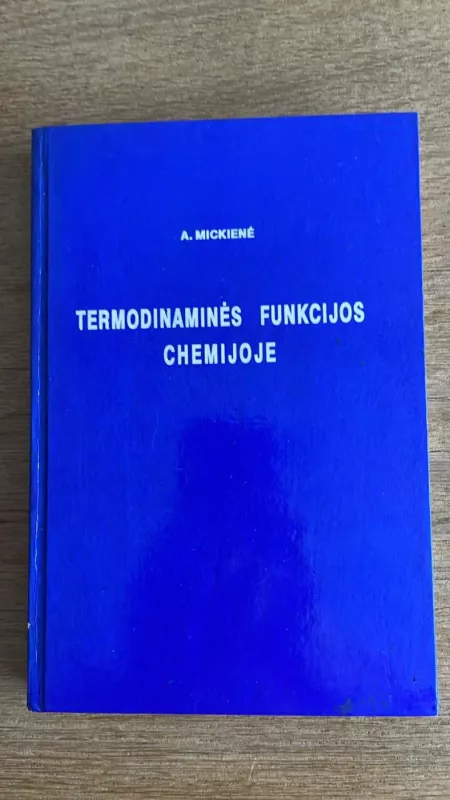 A. MICKIENĖ
TERMODINAMINĖS FUNKCIJOS
CHEMIJOJE